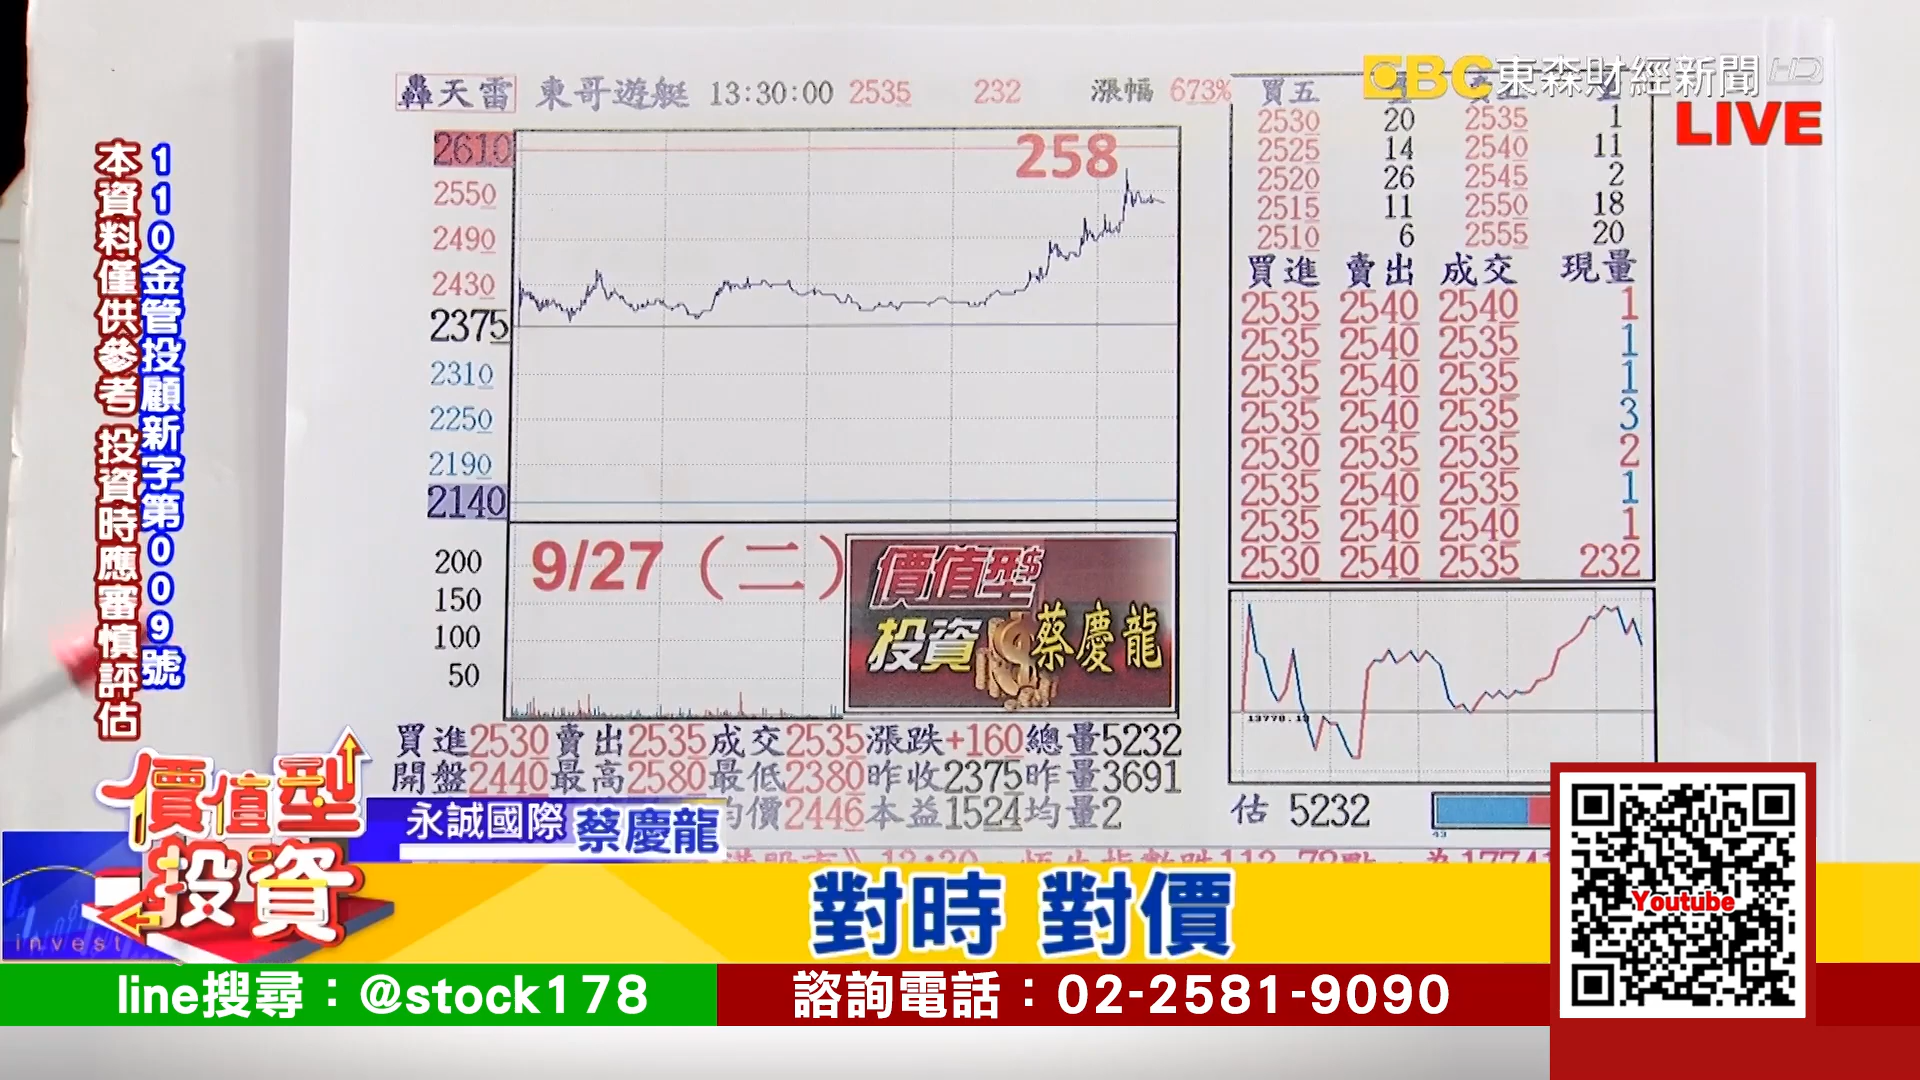 EBC 東森財經新聞 HD
LIVE
110金管投顧新字第0009號
本資料僅供參考 投資時應審慎評估
轟天雷 東哥遊艇 13:30:00 2535 232 漲幅 673%
買五
2610
2550
2490
2430
2375
2310
2250
2190
2140
258
200
150
100
50
9/27（二）
價值型
投資 蔡慶龍
2530 20 2535 1
2525 14 2540 11
2520 26 2545 2
2515 11 2550 18
2510 6 2555 20
買進 賣出 成交 現量
2535 2540 2540 1
2535 2540 2535 1
2535 2540 2535 1
2535 2540 2535 3
2530 2535 2535 2
2535 2540 2535 1
2535 2540 2540 1
2530 2540 2535 232
買進2530賣出2535成交2535漲跌+160總量5232
開盤2440最高2580最低2380昨收2375昨量3691
均價2446本益1524均量2
估 5232
43
價值型
投資
invest
永誠國際 蔡慶龍
對時 對價
Youtube
line搜尋：@stock178
諮詢電話：02-2581-9090